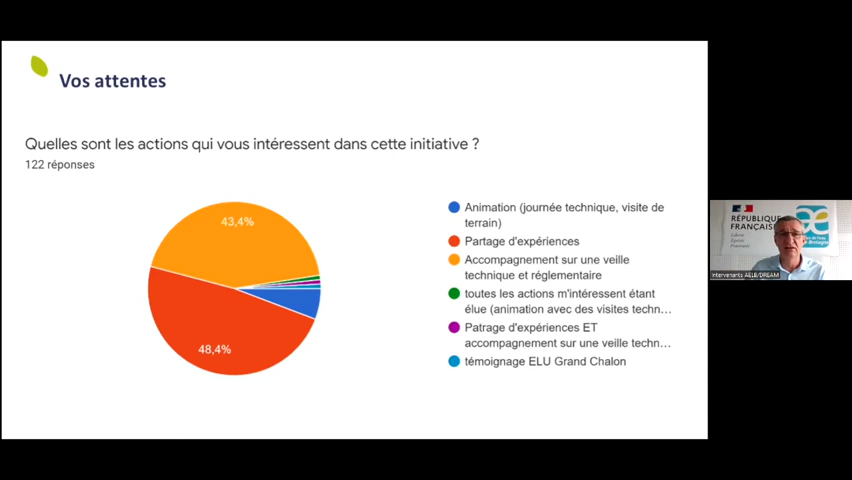 Vos attentes
Quelles sont les actions qui vous intéressent dans cette initiative ?
122 réponses
43,4%
48,4%
Animation (journée technique, visite de
terrain)
Partage d'expériences
Accompagnement sur une veille
technique et réglementaire
toutes les actions m'intéressent étant
élue (animation avec des visites techn…
Patrage d'expériences ET
accompagnement sur une veille techn…
témoignage ELU Grand Chalon
RÉPUBLIQUE
FRANÇAISE
Liberté
Égalité
Fraternité
Intervenants AELB/DREAM